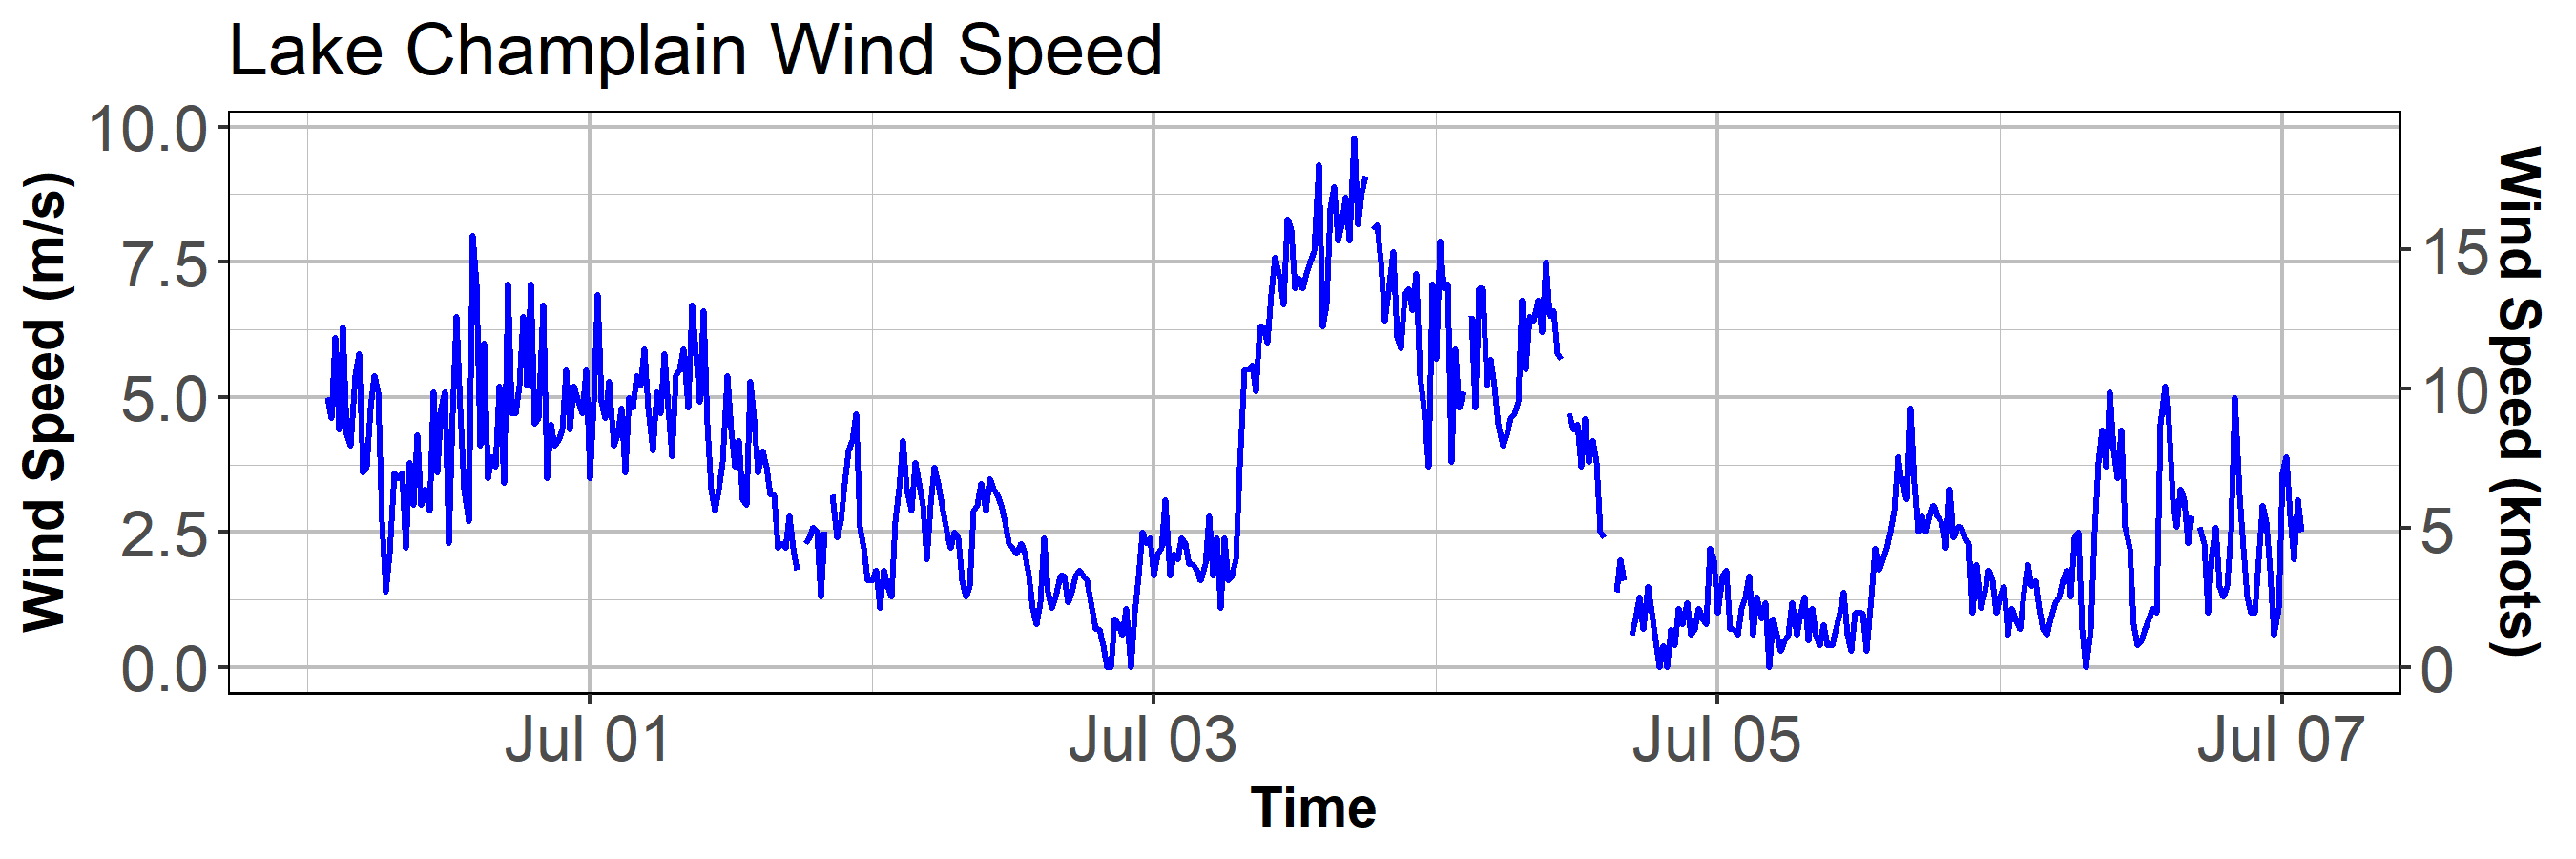 Lake Champlain Wind Speed
Wind Speed (m/s)
10.0
7.5
5.0
2.5
0.0
Wind Speed (knots)
15
10
5
0
Jul 01
Jul 03
Jul 05
Jul 07
Time